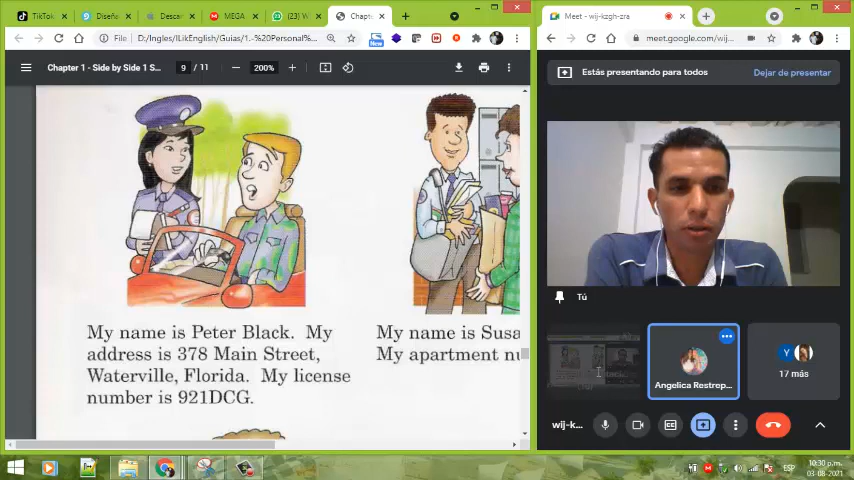 TikTok
Diseña
Descar
MEGA
(23) W
Chapt
Meet – wij-kzgh-zra
D:/Ingles/ILikEnglish/Guias/1.-%20Personal%...
New
meet.google.com/wij...
Chapter 1 - Side by Side 1 S...
9 / 11
200%
Estás presentando para todos
Dejar de presentar
My name is Peter Black. My
address is 378 Main Street,
Waterville, Florida. My license
number is 921DCG.
My name is Susa
My apartment nu
Tú
Angelica Restrep...
Y
17 más
wij-k...
ESP
10:30 p.m.
03-08-2021